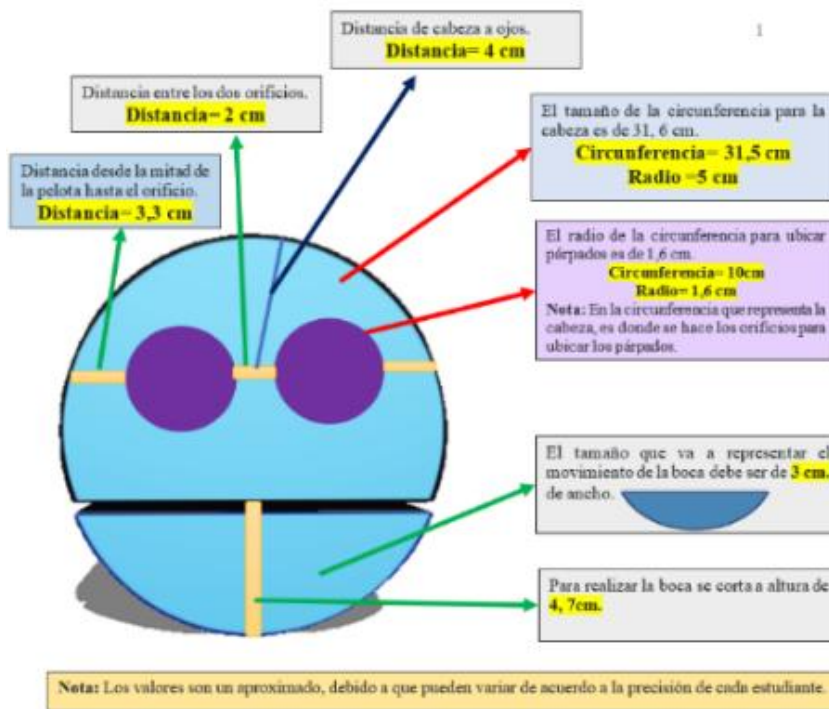 1
Distancia de cabeza a ojos.
Distancia= 4 cm
Distancia entre los dos orificios.
Distancia= 2 cm
El tamaño de la circunferencia para la
cabeza es de 31, 6 cm.
Circunferencia= 31,5 cm
Radio =5 cm
Distancia desde la mitad de
la pelota hasta el orificio.
Distancia= 3,3 cm
El radio de la circunferencia para ubicar
párpados es de 1,6 cm.
Circunferencia= 10cm
Radio= 1,6 cm
Nota: En la circunferencia que representa la
cabeza, es donde se hace los orificios para
ubicar los párpados.
El tamaño que va a representar el
movimiento de la boca debe ser de 3 cm.
de ancho.
Para realizar la boca se corta a altura de
4, 7cm.
Nota: Los valores son un aproximado, debido a que pueden variar de acuerdo a la precisión de cada estudiante.